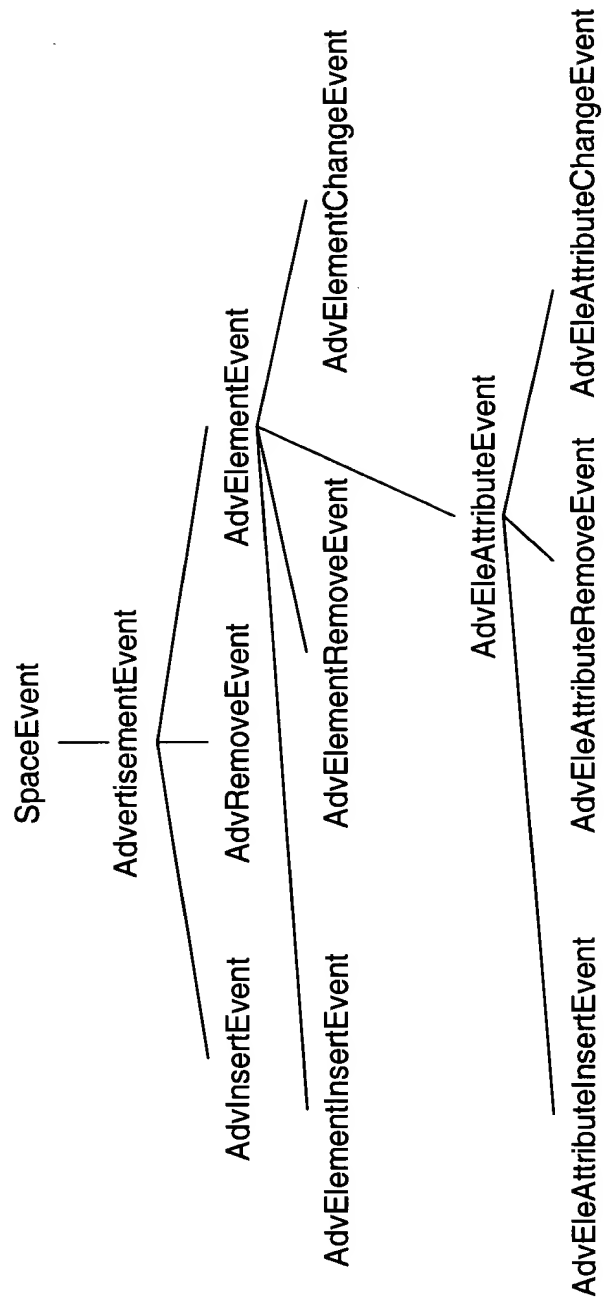 SpaceEvent
AdvertisementEvent
AdvInsertEvent
AdvRemoveEvent
AdvElementEvent
AdvElementInsertEvent
AdvElementRemoveEvent
AdvElementChangeEvent
AdvEleAttributeEvent
AdvEleAttributeInsertEvent
AdvEleAttributeRemoveEvent
AdvEleAttributeChangeEvent